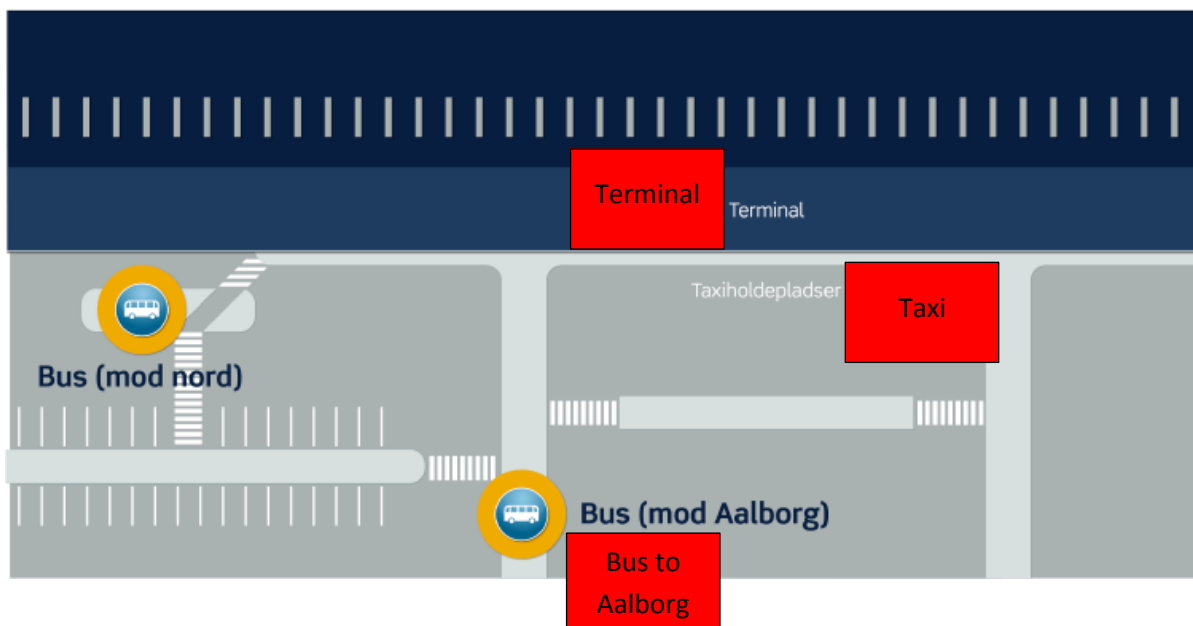 Terminal
Terminal
Taxiholdepladser
Taxi
Bus (mod nord)
Bus (mod Aalborg)
Bus to
Aalborg